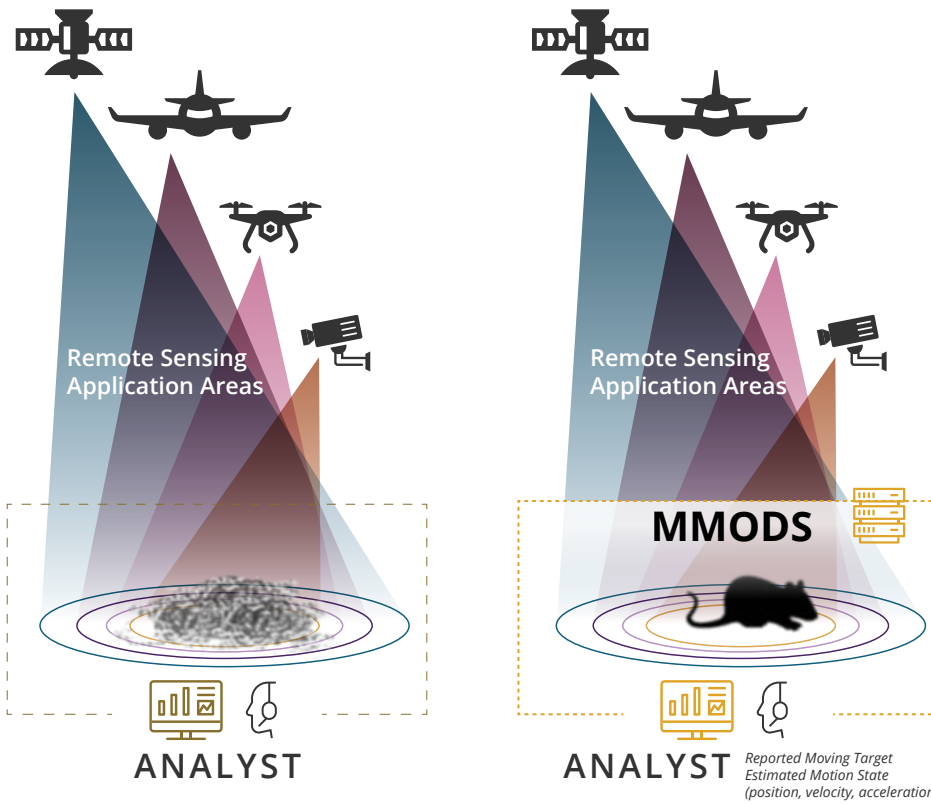 Remote Sensing
Application Areas
ANALYST
Remote Sensing
Application Areas
MMODS
ANALYST
Reported Moving Target
Estimated Motion State
(position, velocity, acceleration